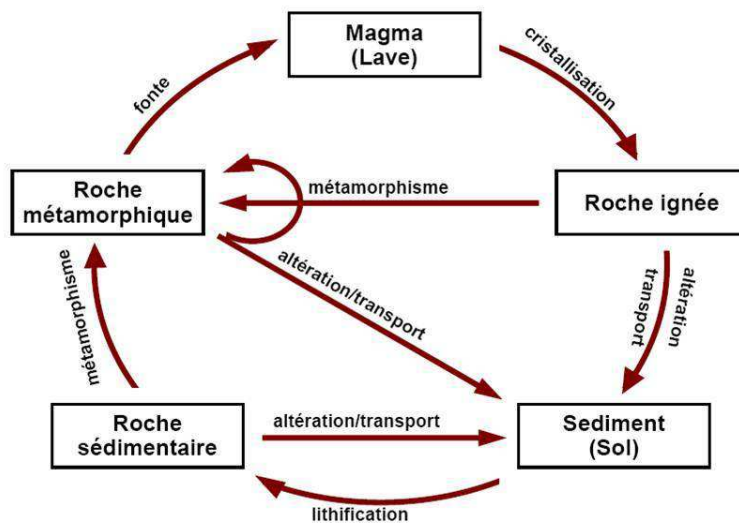 Magma
(Lave)
cristallisation
fonte
Roche
métamorphique
métamorphisme
Roche ignée
altération/transport
altération
transport
métamorphisme
Roche
sédimentaire
altération/transport
Sediment
(Sol)
lithification